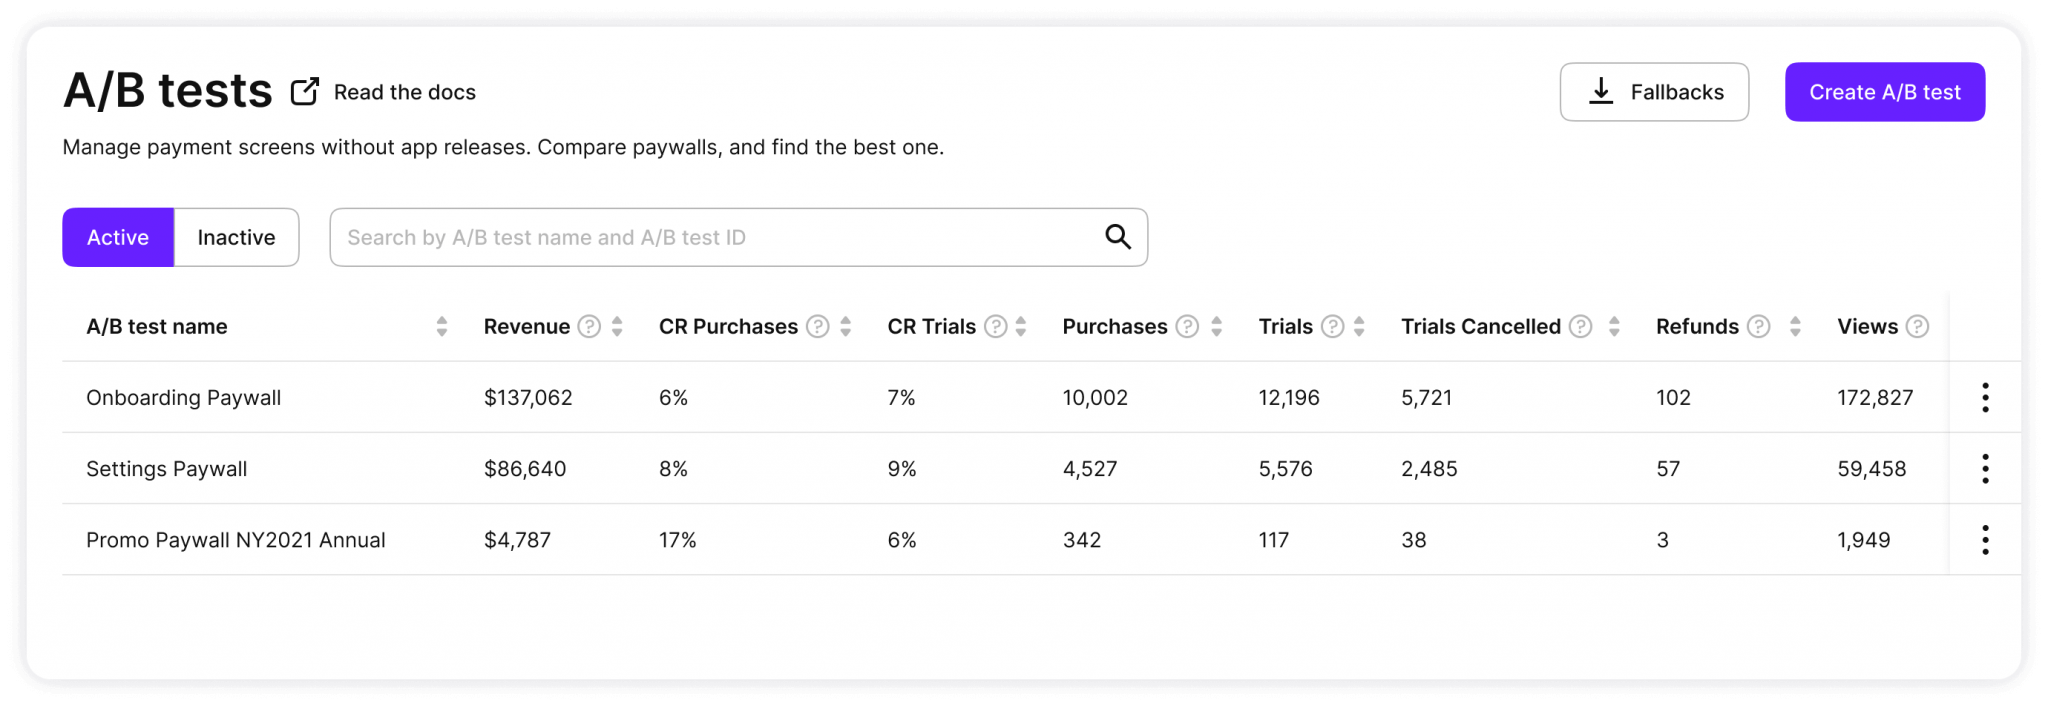 A/B tests Read the docs Fallbacks Create A/B test
Manage payment screens without app releases. Compare paywalls, and find the best one.
Active Inactive Search by A/B test name and A/B test ID
A/B test name Revenue ? CR Purchases ? CR Trials ? Purchases ? Trials ? Trials Cancelled ? Refunds ? Views ?
Onboarding Paywall $137,062 6% 7% 10,002 12,196 5,721 102 172,827
Settings Paywall $86,640 8% 9% 4,527 5,576 2,485 57 59,458
Promo Paywall NY2021 Annual $4,787 17% 6% 342 117 38 3 1,949